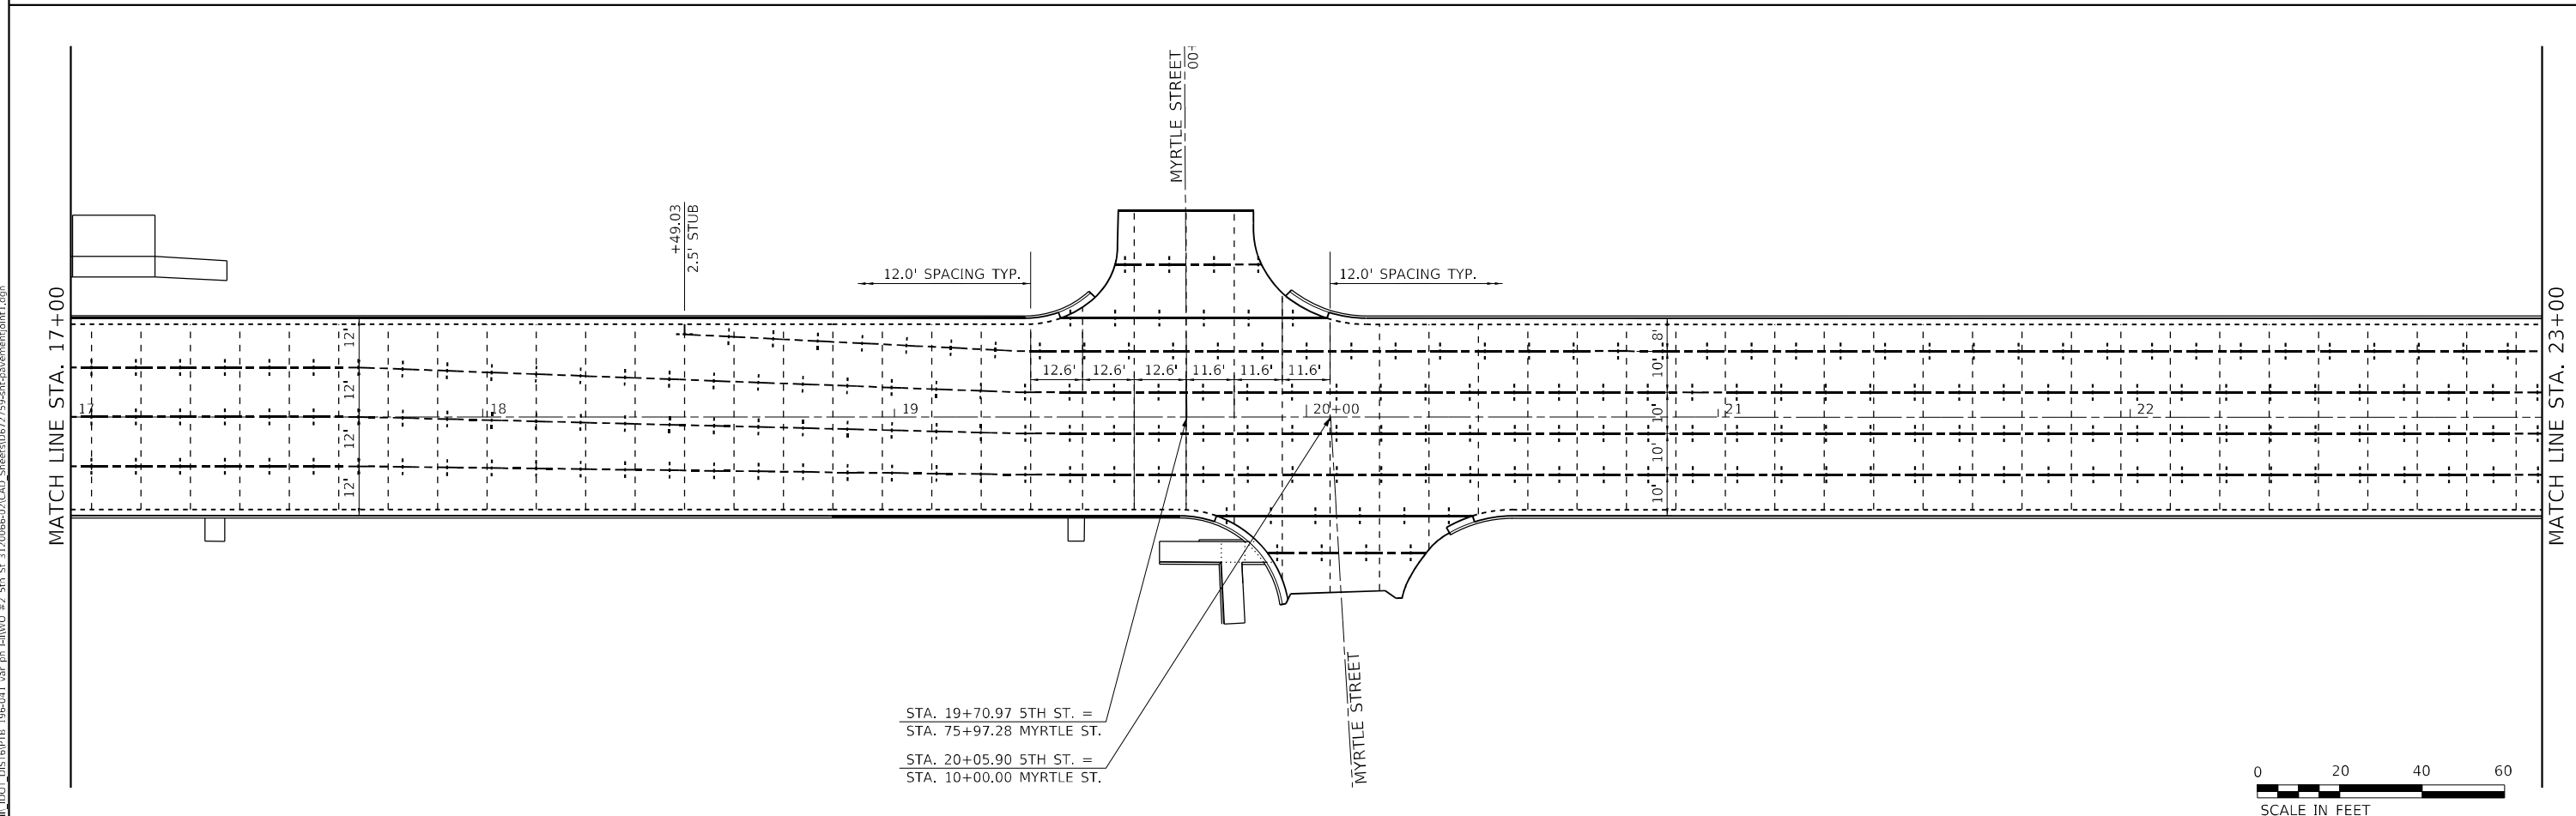 MYRTLE STREET
00+
+49.03
2.5' STUB
12.0' SPACING TYP.
12.0' SPACING TYP.
MATCH LINE STA. 17+00
MATCH LINE STA. 23+00
12'
12'
12'
12'
8'
10'
10'
10'
10'
12.6'
12.6'
12.6'
11.6'
11.6'
11.6'
17
18
19
20+00
21
22
STA. 19+70.97 5TH ST. =
STA. 75+97.28 MYRTLE ST.
STA. 20+05.90 5TH ST. =
STA. 10+00.00 MYRTLE ST.
MYRTLE STREET
0 20 40 60
SCALE IN FEET